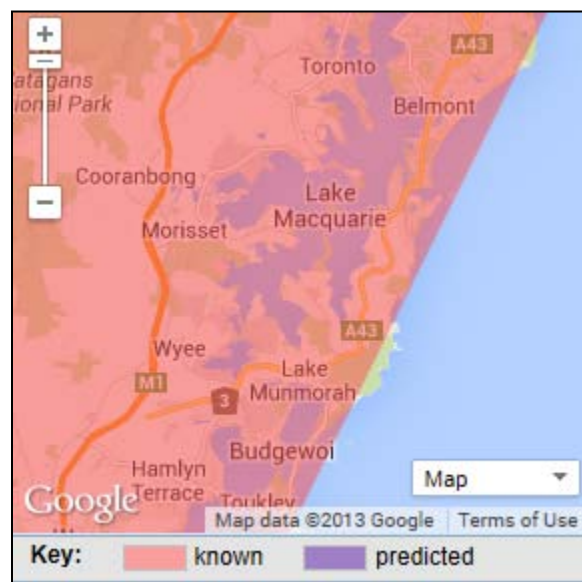 +
A43
atagans
ional Park
Toronto
Belmont
−
Cooranbong
Lake
Macquarie
Morisset
A43
Wyee
Lake
Munmorah
M1
3
Budgewoi
Hamlyn
Terrace
Toukley
Map
Google
Map data ©2013 Google
Terms of Use
Key:
known
predicted